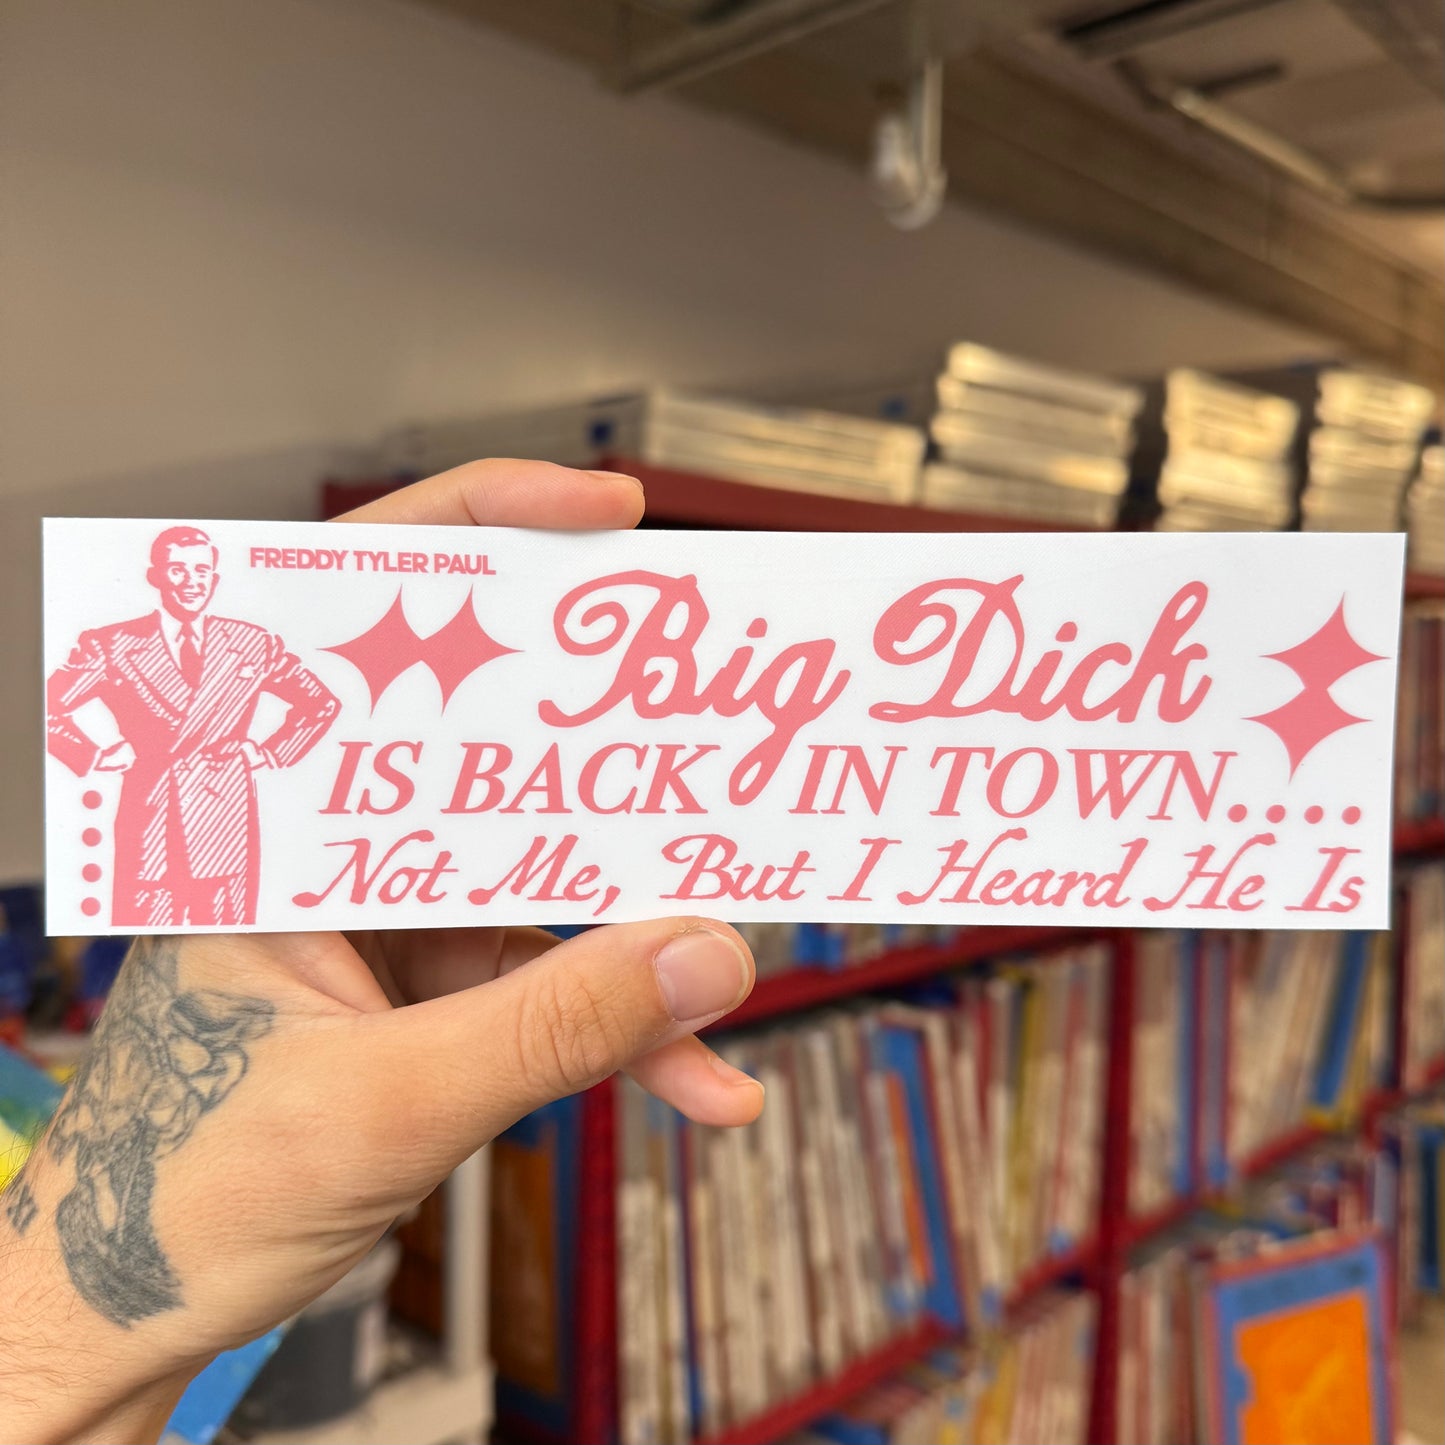 FREDDY TYLER PAUL
Big Dick
IS BACK IN TOWN....
Not Me, But I Heard He Is